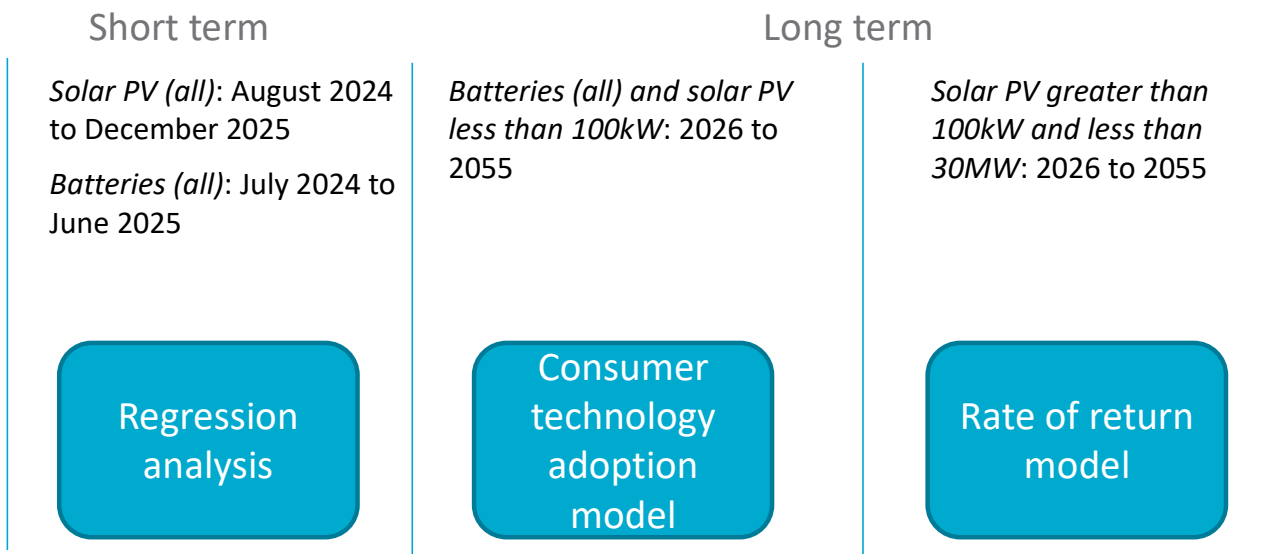 Short term
Long term
Solar PV (all): August 2024
to December 2025
Batteries (all): July 2024 to
June 2025
Batteries (all) and solar PV
less than 100kW: 2026 to
2055
Solar PV greater than
100kW and less than
30MW: 2026 to 2055
Regression
analysis
Consumer
technology
adoption
model
Rate of return
model